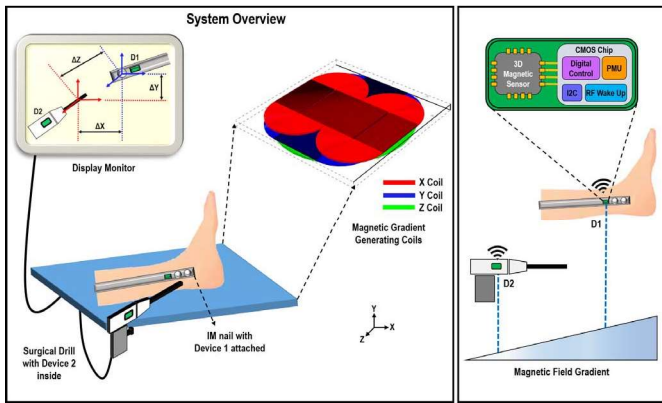 System Overview
ΔZ
D1
ΔY
D2
ΔX
Display Monitor
X Coil
Y Coil
Z Coil
Magnetic Gradient
Generating Coils
IM nail with
Device 1 attached
Surgical Drill
with Device 2
inside
Y
X
Z
CMOS Chip
3D
Magnetic
Sensor
Digital
Control
PMU
I2C
RF Wake Up
D1
D2
Magnetic Field Gradient